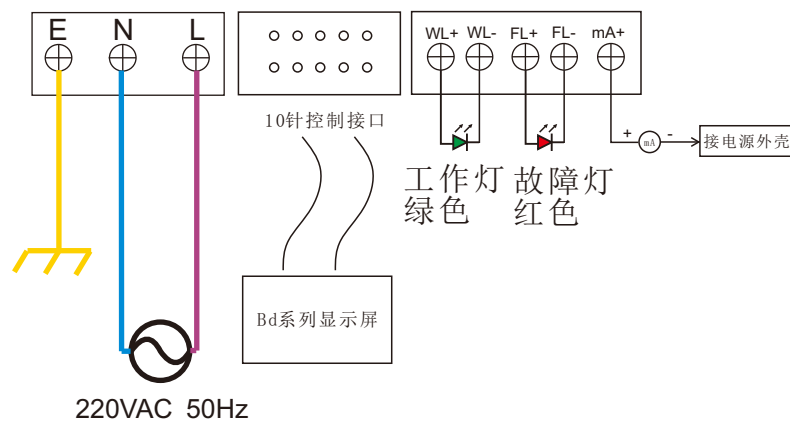 E N L
WL+ WL- FL+ FL- mA+
10针控制接口
+ mA -
接电源外壳
工作灯
绿色
故障灯
红色
Bd系列显示屏
220VAC 50Hz